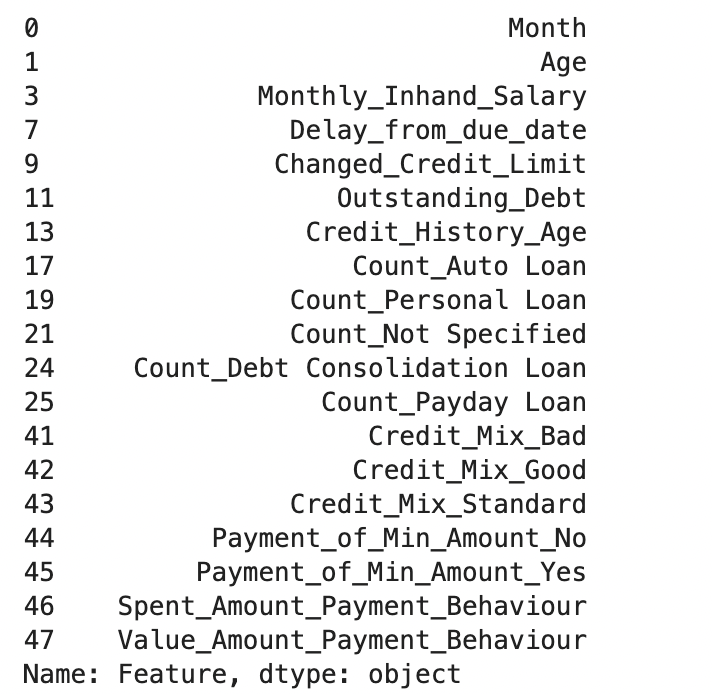 0 Month
1 Age
3 Monthly_Inhand_Salary
7 Delay_from_due_date
9 Changed_Credit_Limit
11 Outstanding_Debt
13 Credit_History_Age
17 Count_Auto Loan
19 Count_Personal Loan
21 Count_Not Specified
24 Count_Debt Consolidation Loan
25 Count_Payday Loan
41 Credit_Mix_Bad
42 Credit_Mix_Good
43 Credit_Mix_Standard
44 Payment_of_Min_Amount_No
45 Payment_of_Min_Amount_Yes
46 Spent_Amount_Payment_Behaviour
47 Value_Amount_Payment_Behaviour
Name: Feature, dtype: object